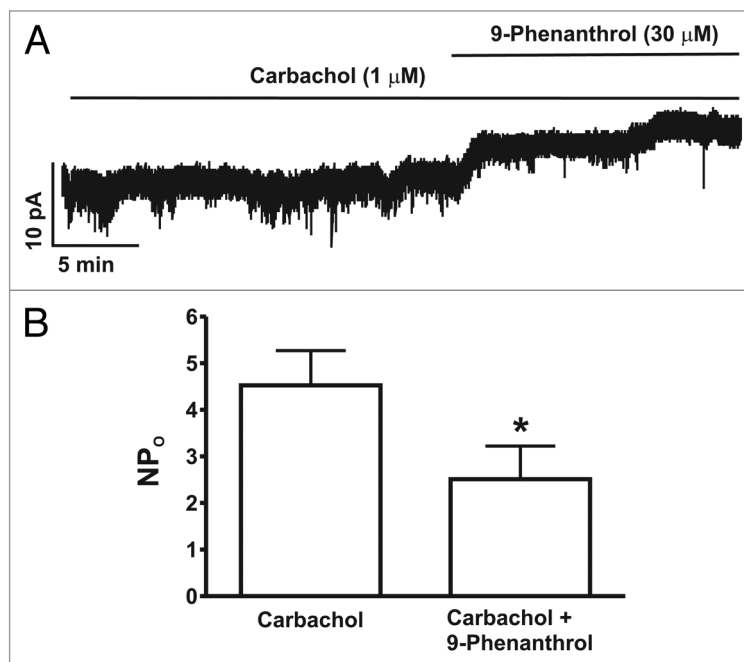 A
9-Phenanthrol (30 μM)
Carbachol (1 μM)
10 pA
5 min
B
6
5
4
3
2
1
0
NPO
*
Carbachol
Carbachol +
9-Phenanthrol